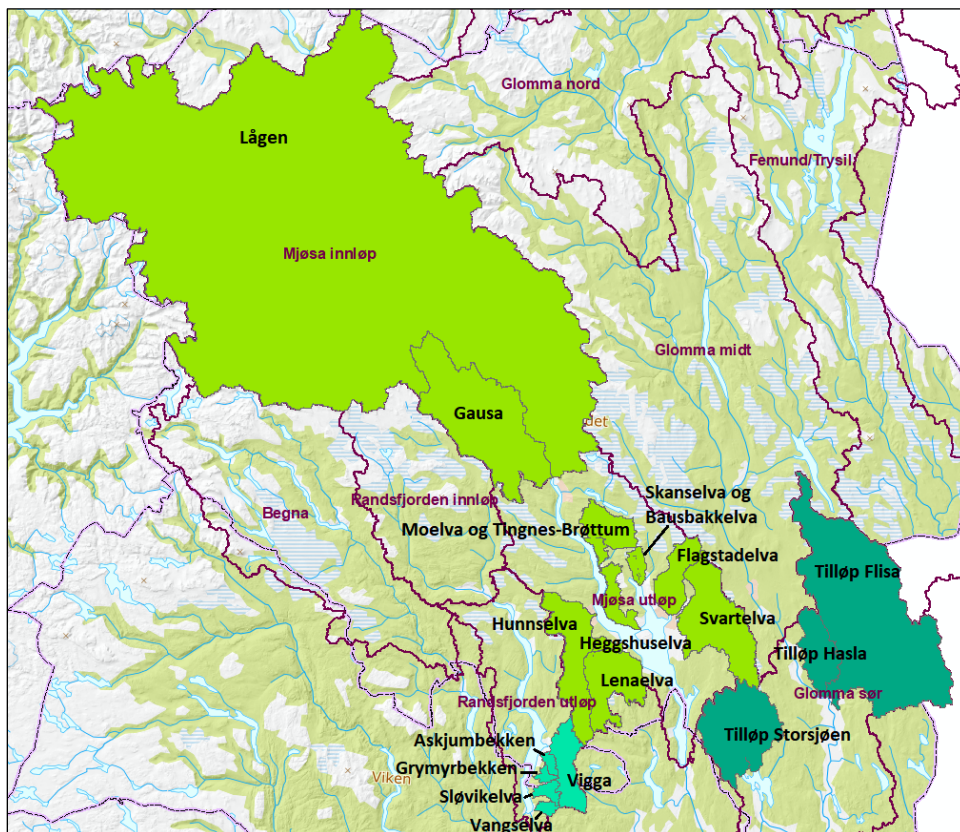 Glomma nord
Lågen
Femund/Trysil
Mjøsa innløp
Glomma midt
Gausa
det
Skanselva og
Bausbakkelva
Randsfjorden innløp
Begna
Moelva og Tingnes-Brøttum
Flagstadelva
Tilløp Flisa
Mjøsa utløp
Hunnselva
Svartelva
Heggshuselva
Tilløp Hasla
Lenaelva
Glomma sør
Randsfjorden utløp
Tilløp Storsjøen
Askjumbekken
Grymyrbekken
Viken
Vigga
Sløvikelva
Vangselva